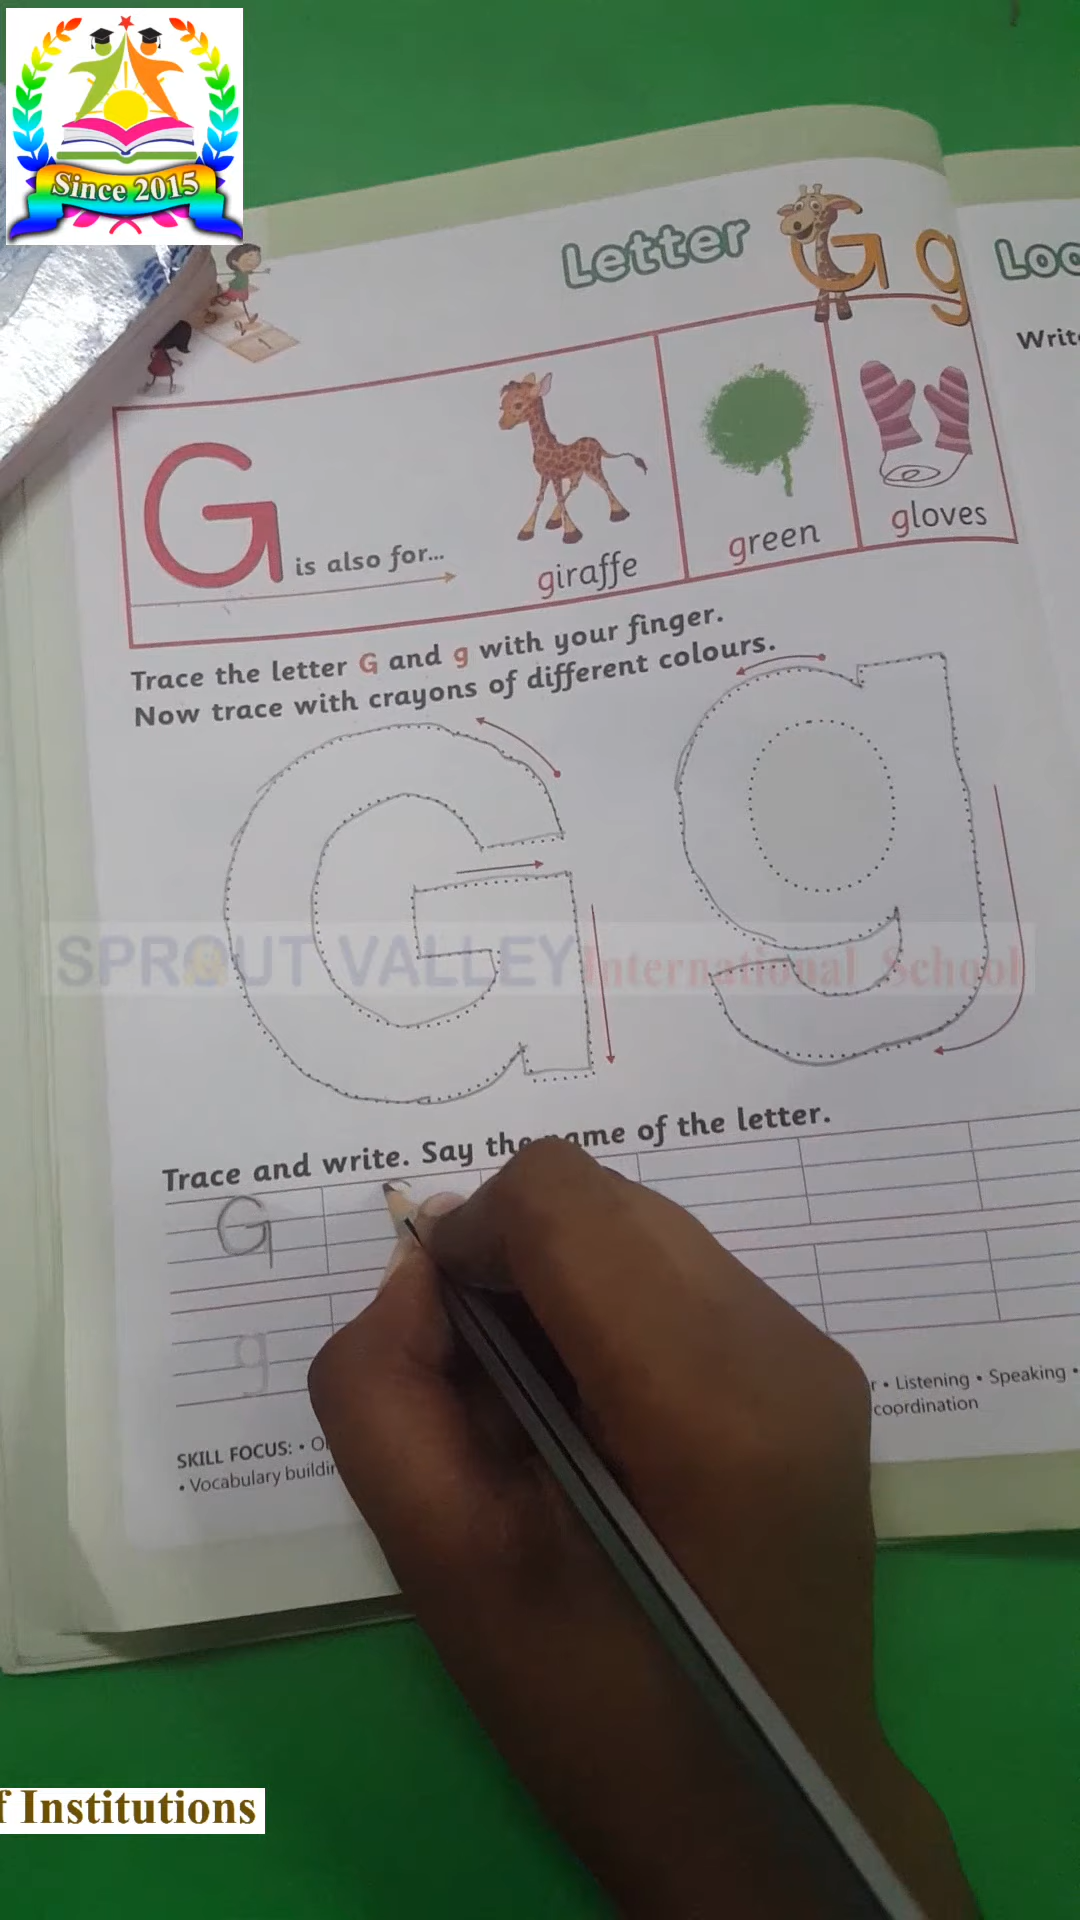 Since 2015
Letter G g
Writ
G is also for...
giraffe
green
gloves
Trace the letter G and g with your finger.
Now trace with crayons of different colours.
G g
SPROUT VALLEY International School
Trace and write. Say the name of the letter.
G
g
SKILL FOCUS:
• Listening • Speaking •
• Vocabulary
coordination
Institutions